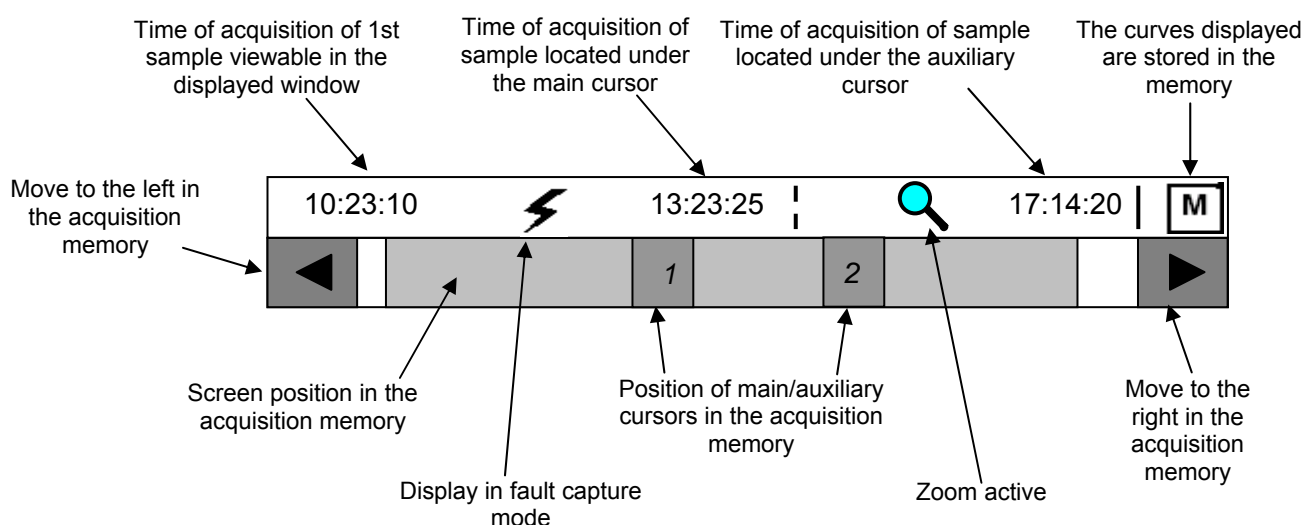 Time of acquisition of 1st
sample viewable in the
displayed window
Time of acquisition of
sample located under
the main cursor
Time of acquisition of sample
located under the auxiliary
cursor
The curves displayed
are stored in the
memory
Move to the left in
the acquisition
memory
10:23:10
13:23:25
17:14:20
M
1
2
Screen position in the
acquisition memory
Position of main/auxiliary
cursors in the acquisition
memory
Move to the
right in the
acquisition
memory
Display in fault capture
mode
Zoom active